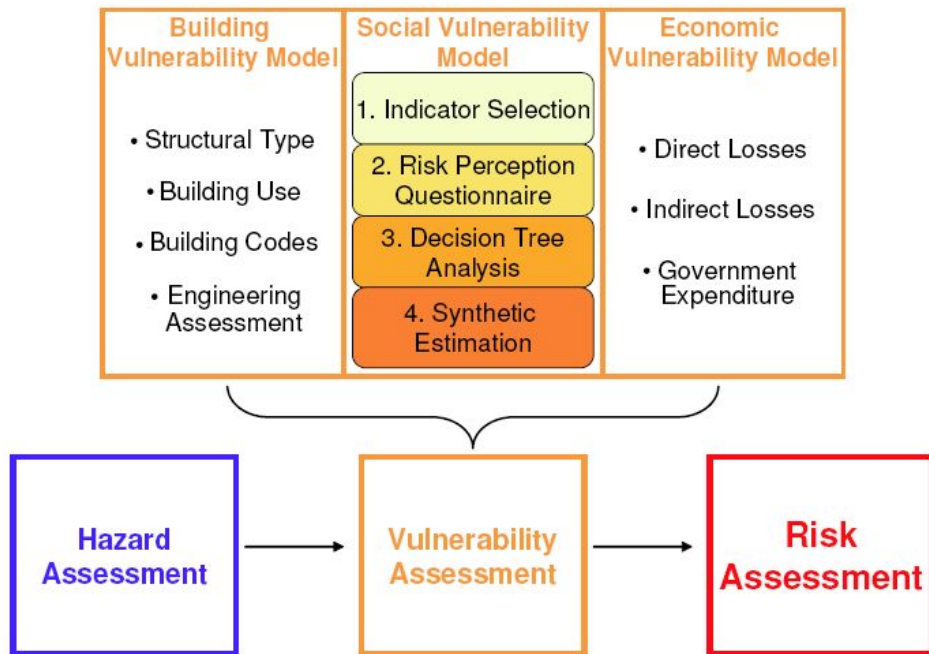 Building
Vulnerability Model
• Structural Type
• Building Use
• Building Codes
• Engineering
Assessment
Social Vulnerability
Model
1. Indicator Selection
2. Risk Perception
Questionnaire
3. Decision Tree
Analysis
4. Synthetic
Estimation
Economic
Vulnerability Model
• Direct Losses
• Indirect Losses
• Government
Expenditure
Hazard
Assessment
Vulnerability
Assessment
Risk
Assessment